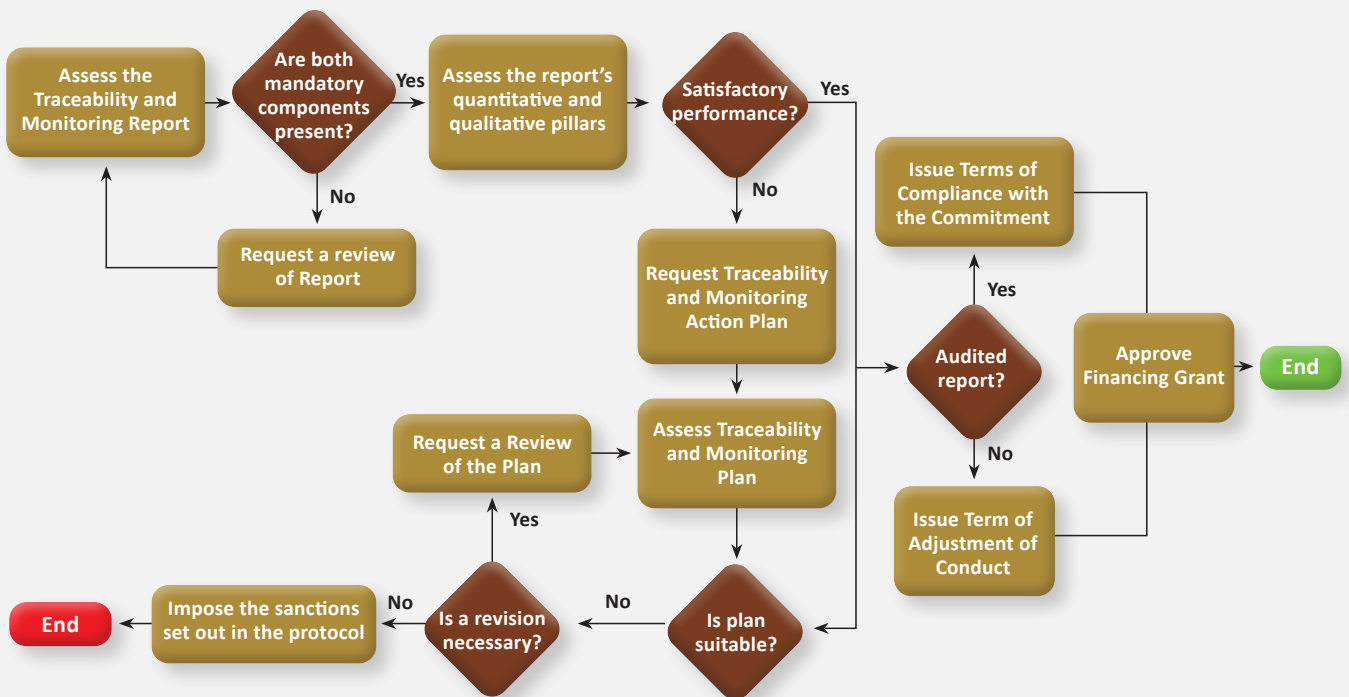 Assess the
Traceability and
Monitoring Report
Are both
mandatory
components
present?
Yes
No
Request a review
of Report
Assess the report’s
quantitative and
qualitative pillars
Satisfactory
performance?
Yes
No
Request Traceability
and Monitoring
Action Plan
Assess Traceability
and Monitoring
Plan
Request a Review
of the Plan
Yes
Is plan
suitable?
No
Is a revision
necessary?
No
Impose the sanctions
set out in the protocol
End
Issue Terms of
Compliance with
the Commitment
Yes
Audited
report?
No
Issue Term of
Adjustment of
Conduct
Approve
Financing Grant
End